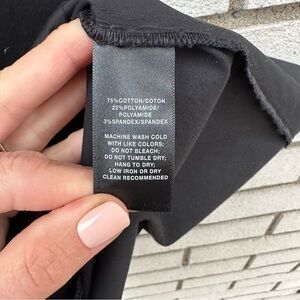 75%COTTON/COTON
22%POLYAMIDE/
POLYAMIDE
3%SPANDEX/SPANDEX
MACHINE WASH COLD
WITH LIKE COLORS;
DO NOT BLEACH;
DO NOT TUMBLE DRY;
HANG TO DRY;
LOW IRON OR DRY
CLEAN RECOMMENDED